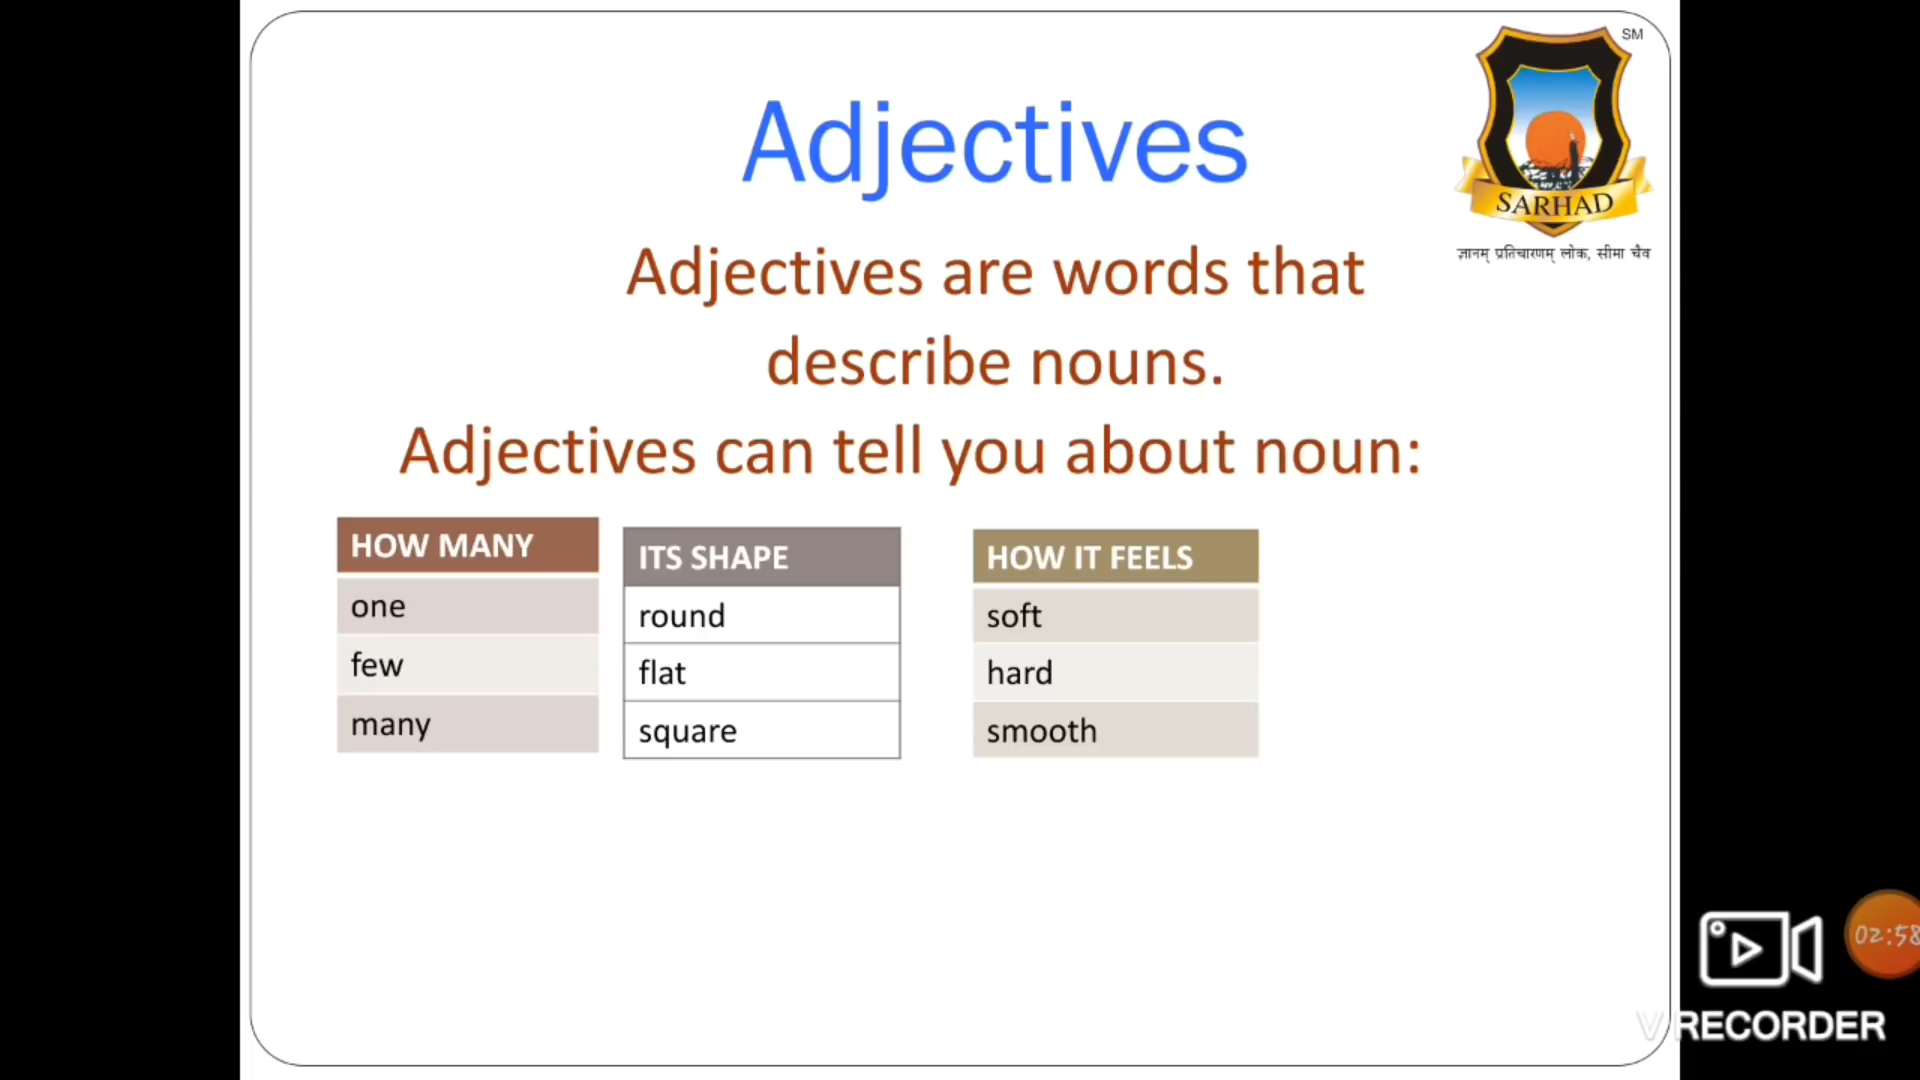 SM
Adjectives
SARHAD
ज्ञानम् प्रतिचारणम् लोक, सीमा चैव
Adjectives are words that
describe nouns.
Adjectives can tell you about noun:
HOW MANY
one
few
many
ITS SHAPE
round
flat
square
HOW IT FEELS
soft
hard
smooth
02:58
V RECORDER